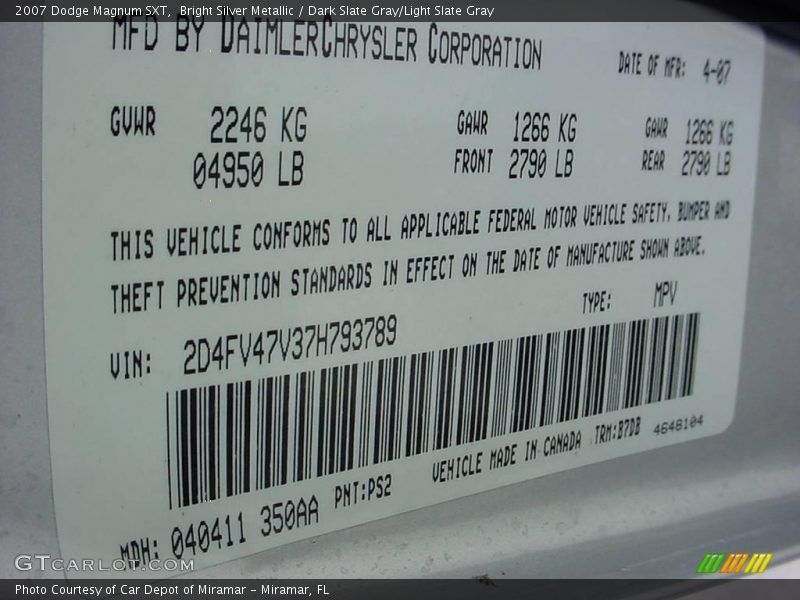 2007 Dodge Magnum SXT,  Bright Silver Metallic / Dark Slate Gray/Light Slate Gray
MFD BY DAIMLERCHRYSLER CORPORATION
DATE OF MFR: 4-07
GVWR 2246 KG GAWR 1266 KG GAWR 1266 KG
04950 LB FRONT 2790 LB REAR 2790 LB
THIS VEHICLE CONFORMS TO ALL APPLICABLE FEDERAL MOTOR VEHICLE SAFETY, BUMPER AND
THEFT PREVENTION STANDARDS IN EFFECT ON THE DATE OF MANUFACTURE SHOWN ABOVE.
VIN: 2D4FV47V37H793789 TYPE: MPV
VEHICLE MADE IN CANADA TRM:B7DB 4648104
MDH: 040411 350AA PNT:PS2
GTCARLOT.COM
Photo Courtesy of Car Depot of Miramar - Miramar, FL